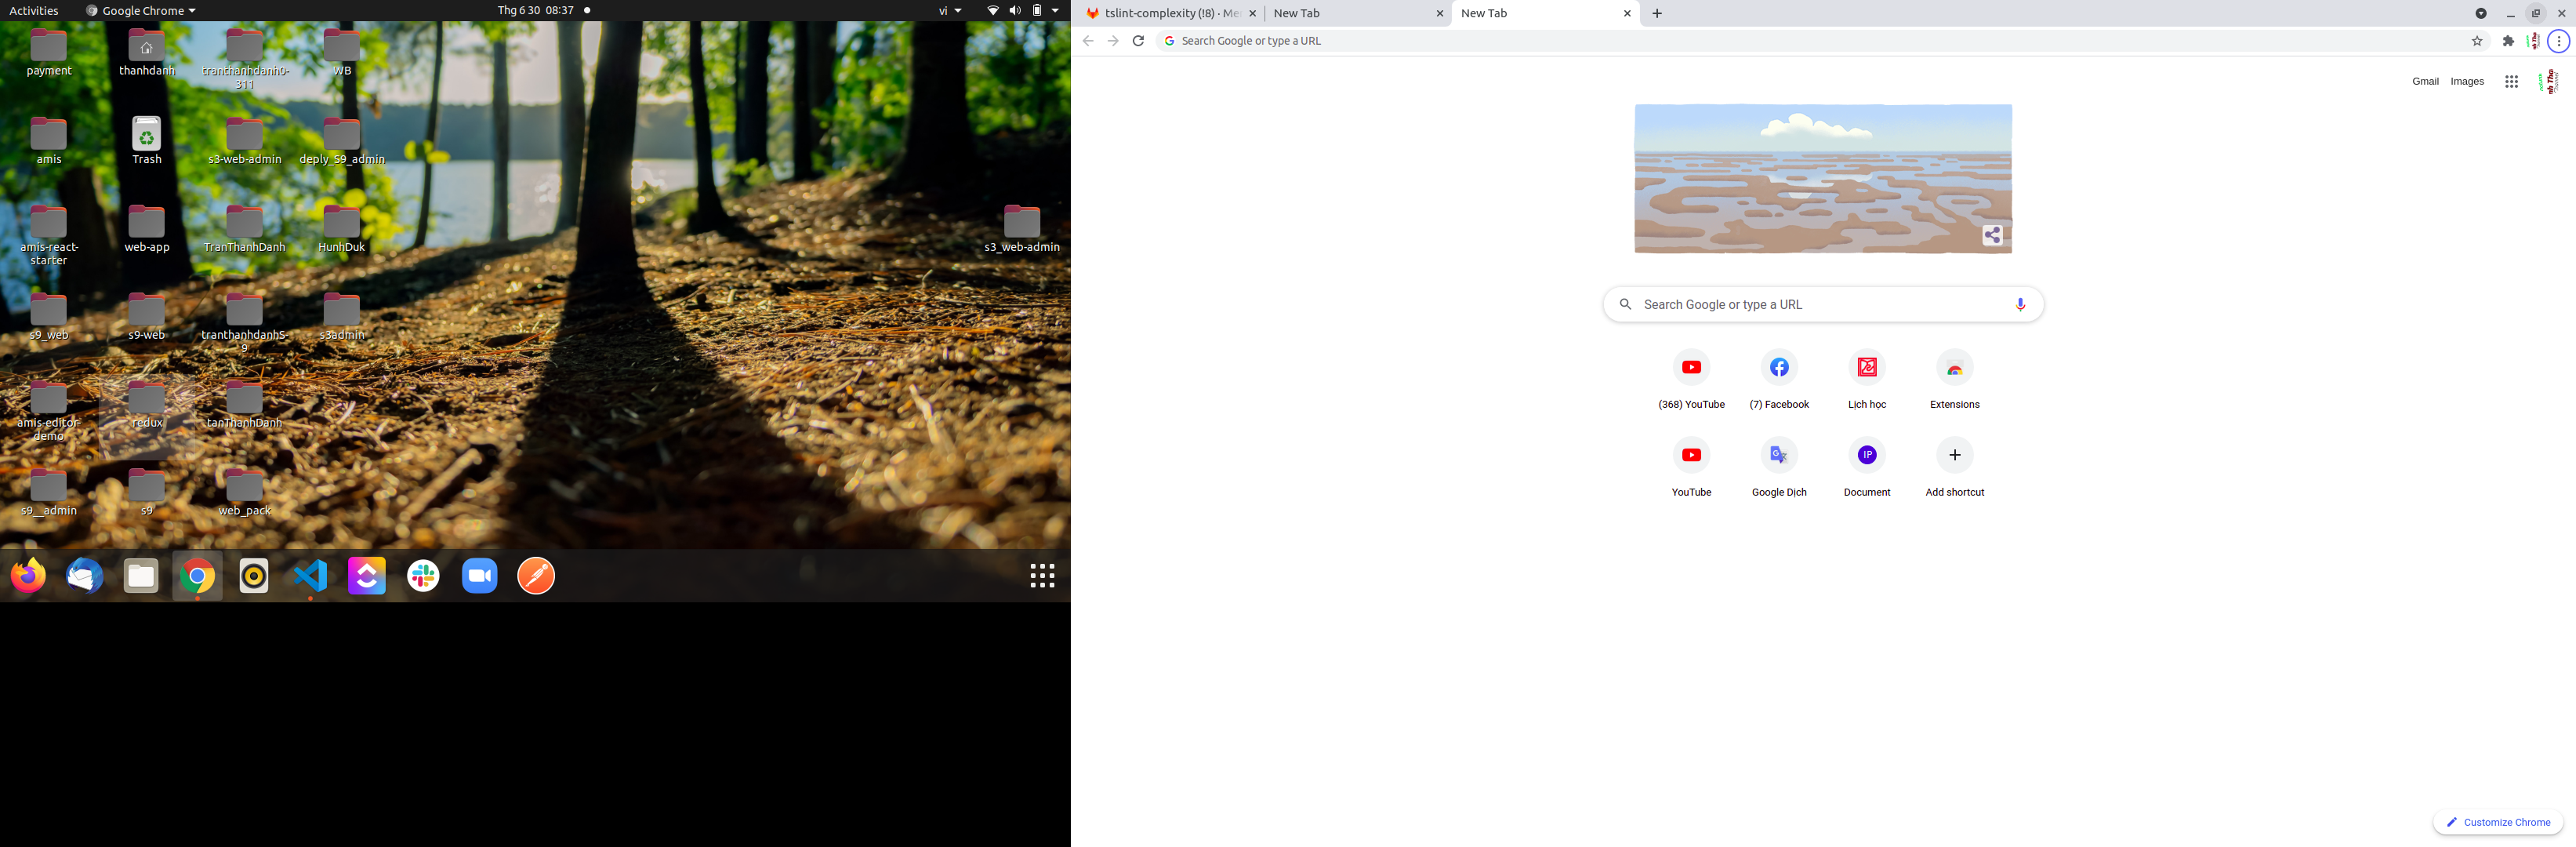 Activities
Google Chrome
Thg 6 30 08:37
vi
payment
thanhdanh
tranthanhdanh0-
311
WB
amis
Trash
s3-web-admin
deply_S9_admin
amis-react-
starter
web-app
TranThanhDanh
HunhDuk
s3_web-admin
s9_web
s9-web
tranthanhdanhS-
9
s3admin
amis-editor-
demo
redux
tanThanhDanh
s9__admin
s9
web_pack
tslint-complexity (!8) · Me
New Tab
New Tab
Search Google or type a URL
Gmail
Images
Search Google or type a URL
(368) YouTube
(7) Facebook
Lịch học
Extensions
YouTube
Google Dịch
IP
Document
Add shortcut
Customize Chrome